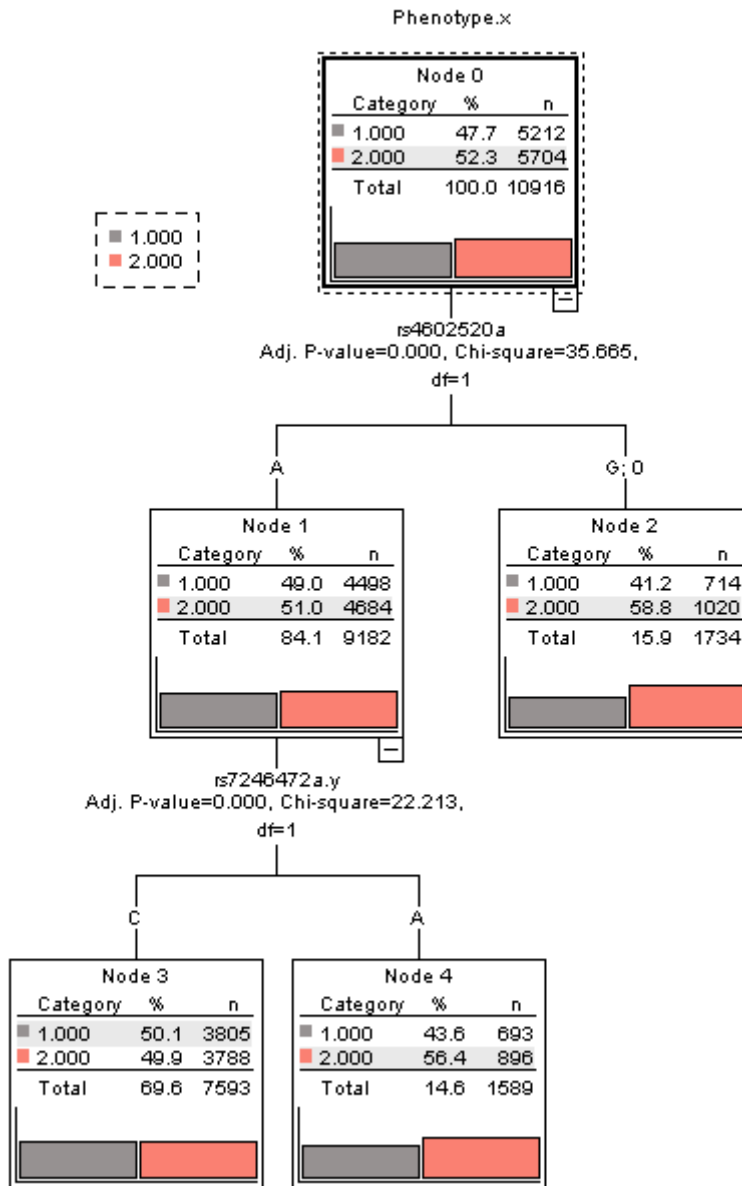 Phenotype.x
Node 0
Category % n
1.000 47.7 5212
2.000 52.3 5704
Total 100.0 10916
1.000
2.000
rs4602520a
Adj. P-value=0.000, Chi-square=35.665,
df=1
A
G; 0
Node 1
Category % n
1.000 49.0 4498
2.000 51.0 4684
Total 84.1 9182
Node 2
Category % n
1.000 41.2 714
2.000 58.8 1020
Total 15.9 1734
rs7246472a.y
Adj. P-value=0.000, Chi-square=22.213,
df=1
C
A
Node 3
Category % n
1.000 50.1 3805
2.000 49.9 3788
Total 69.6 7593
Node 4
Category % n
1.000 43.6 693
2.000 56.4 896
Total 14.6 1589